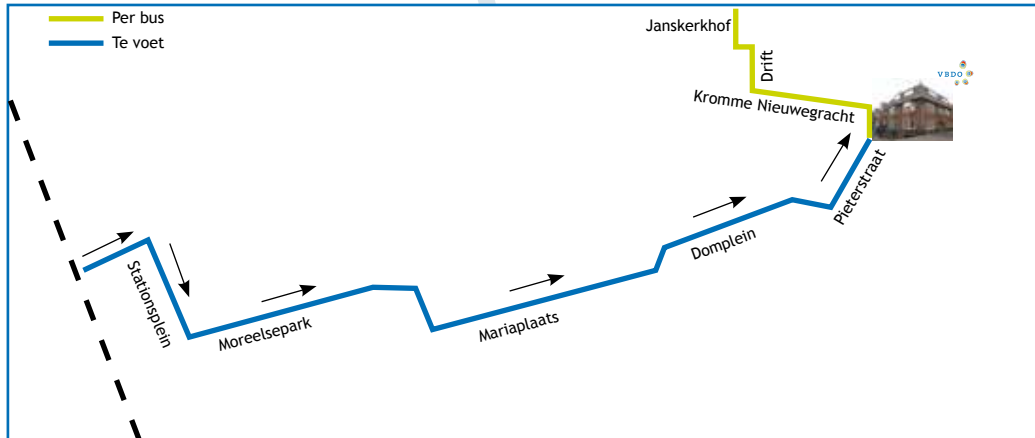 Per bus
Te voet
Janskerkhof
Drift
VBDO
Kromme Nieuwegracht
Pieterstraat
Domplein
Stationsplein
Moreelsepark
Mariaplaats